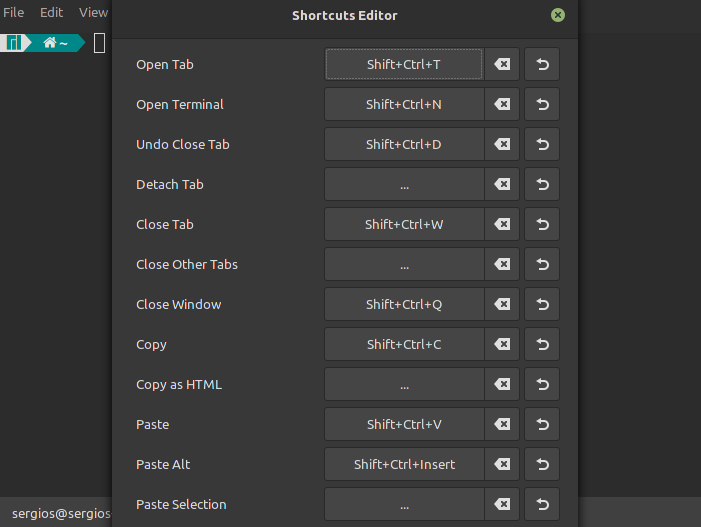 File Edit View
Shortcuts Editor
~
Open Tab Shift+Ctrl+T
Open Terminal Shift+Ctrl+N
Undo Close Tab Shift+Ctrl+D
Detach Tab ...
Close Tab Shift+Ctrl+W
Close Other Tabs ...
Close Window Shift+Ctrl+Q
Copy Shift+Ctrl+C
Copy as HTML ...
Paste Shift+Ctrl+V
Paste Alt Shift+Ctrl+Insert
Paste Selection ...
sergios@sergios